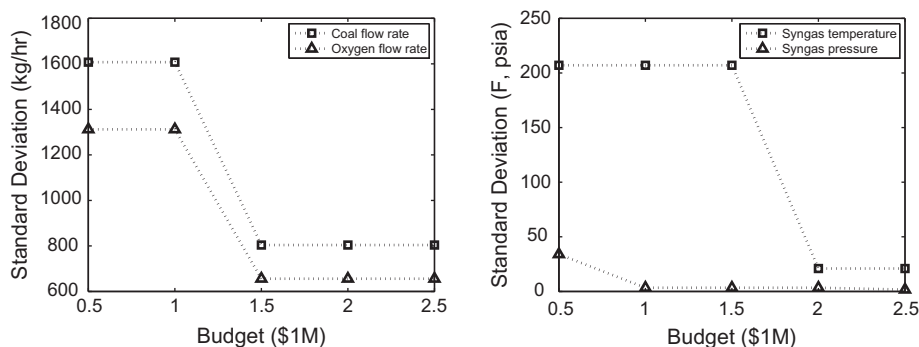 1800
1600
1400
1200
1000
800
600
Standard Deviation (kg/hr)
Coal flow rate
Oxygen flow rate
0.5 1 1.5 2 2.5
Budget ($1M)
250
200
150
100
50
0
Standard Deviation (F, psia)
Syngas temperature
Syngas pressure
0.5 1 1.5 2 2.5
Budget ($1M)